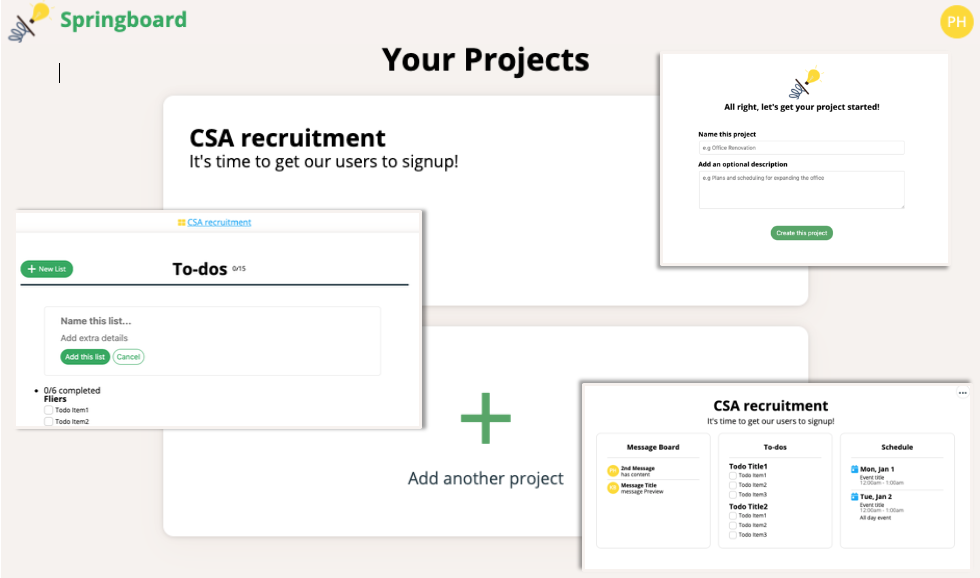 Springboard
PH
Your Projects
CSA recruitment
It's time to get our users to signup!
All right, let's get your project started!
Name this project
e.g Office Renovation
Add an optional description
e.g Plans and scheduling for expanding the office
Create this project
CSA recruitment
+ New List
To-dos 0/15
Name this list...
Add extra details
Add this list
Cancel
• 0/6 completed
Fliers
Todo Item1
Todo Item2
Add another project
CSA recruitment
It's time to get our users to signup!
Message Board
2nd Message
has content
Message Title
message Preview
To-dos
Todo Title1
Todo Item1
Todo Item2
Todo Item3
Todo Title2
Todo Item1
Todo Item2
Todo Item3
Schedule
Mon, Jan 1
Event title
12:00am - 1:00am
Tue, Jan 2
Event title
12:00am - 1:00am
All day event